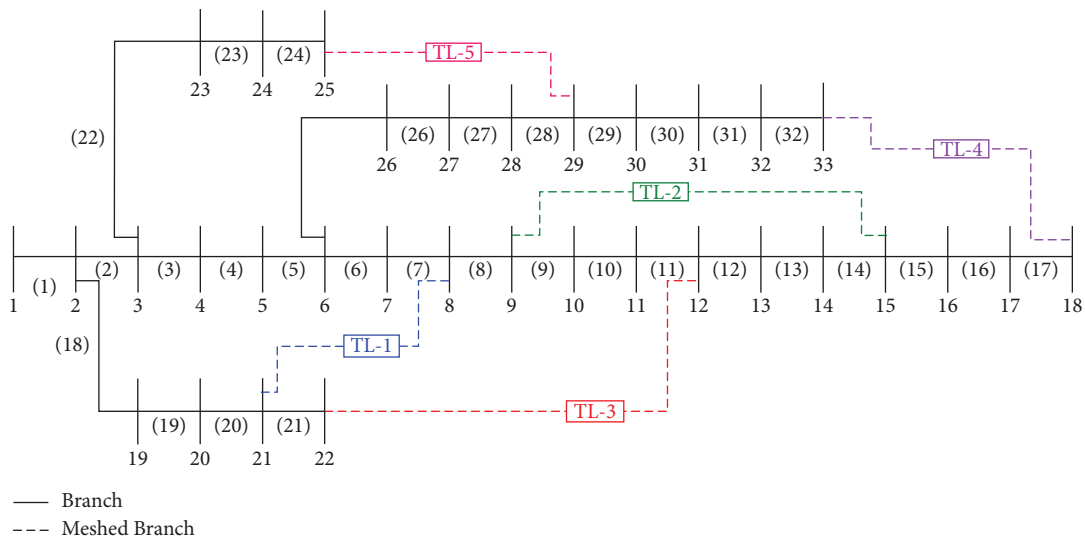 (23) (24) TL-5
23 24 25
(22) (26) (27) (28) (29) (30) (31) (32)
26 27 28 29 30 31 32 33
TL-4
TL-2
(1) (2) (3) (4) (5) (6) (7) (8) (9) (10) (11) (12) (13) (14) (15) (16) (17)
1 2 3 4 5 6 7 8 9 10 11 12 13 14 15 16 17 18
(18) TL-1
(19) (20) (21) TL-3
19 20 21 22
Branch
Meshed Branch